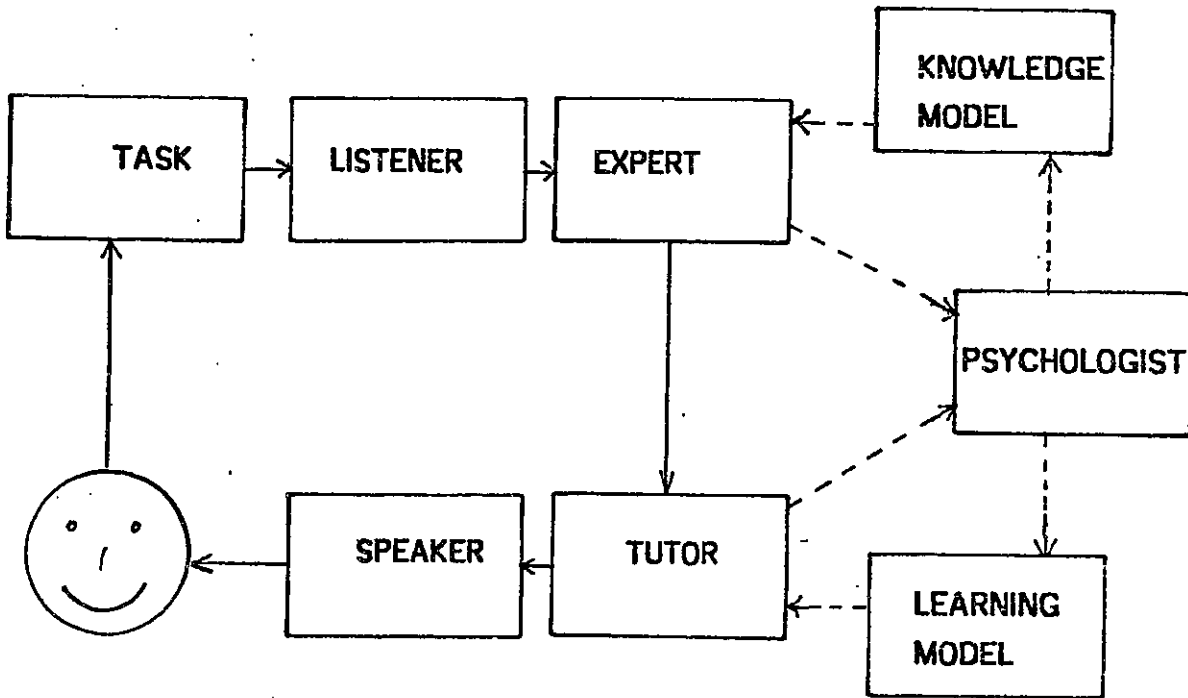 KNOWLEDGE
MODEL
TASK
LISTENER
EXPERT
PSYCHOLOGIST
SPEAKER
TUTOR
LEARNING
MODEL